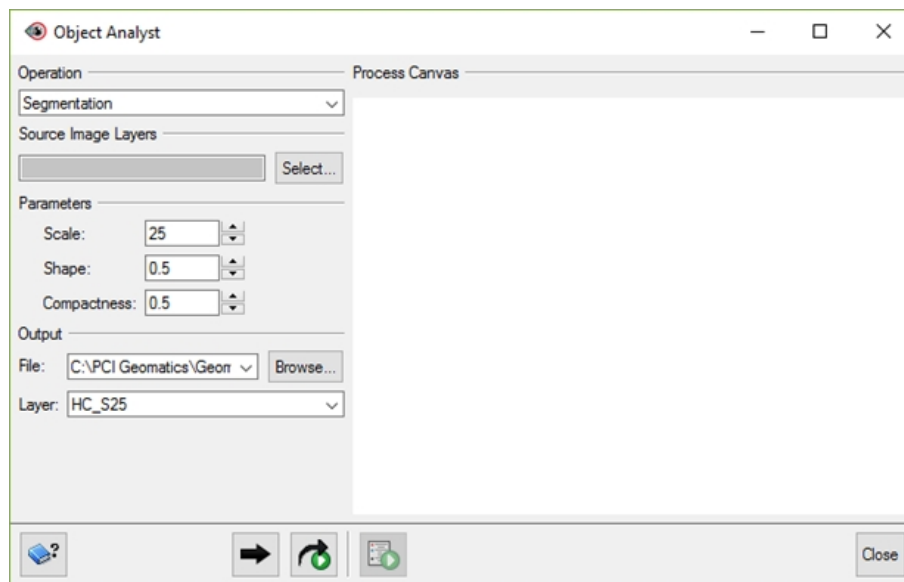 Object Analyst
Operation
Process Canvas
Segmentation
Source Image Layers
Select...
Parameters
Scale: 25
Shape: 0.5
Compactness: 0.5
Output
File: C:\PCI Geomatics\Geom Browse...
Layer: HC_S25
?
Close